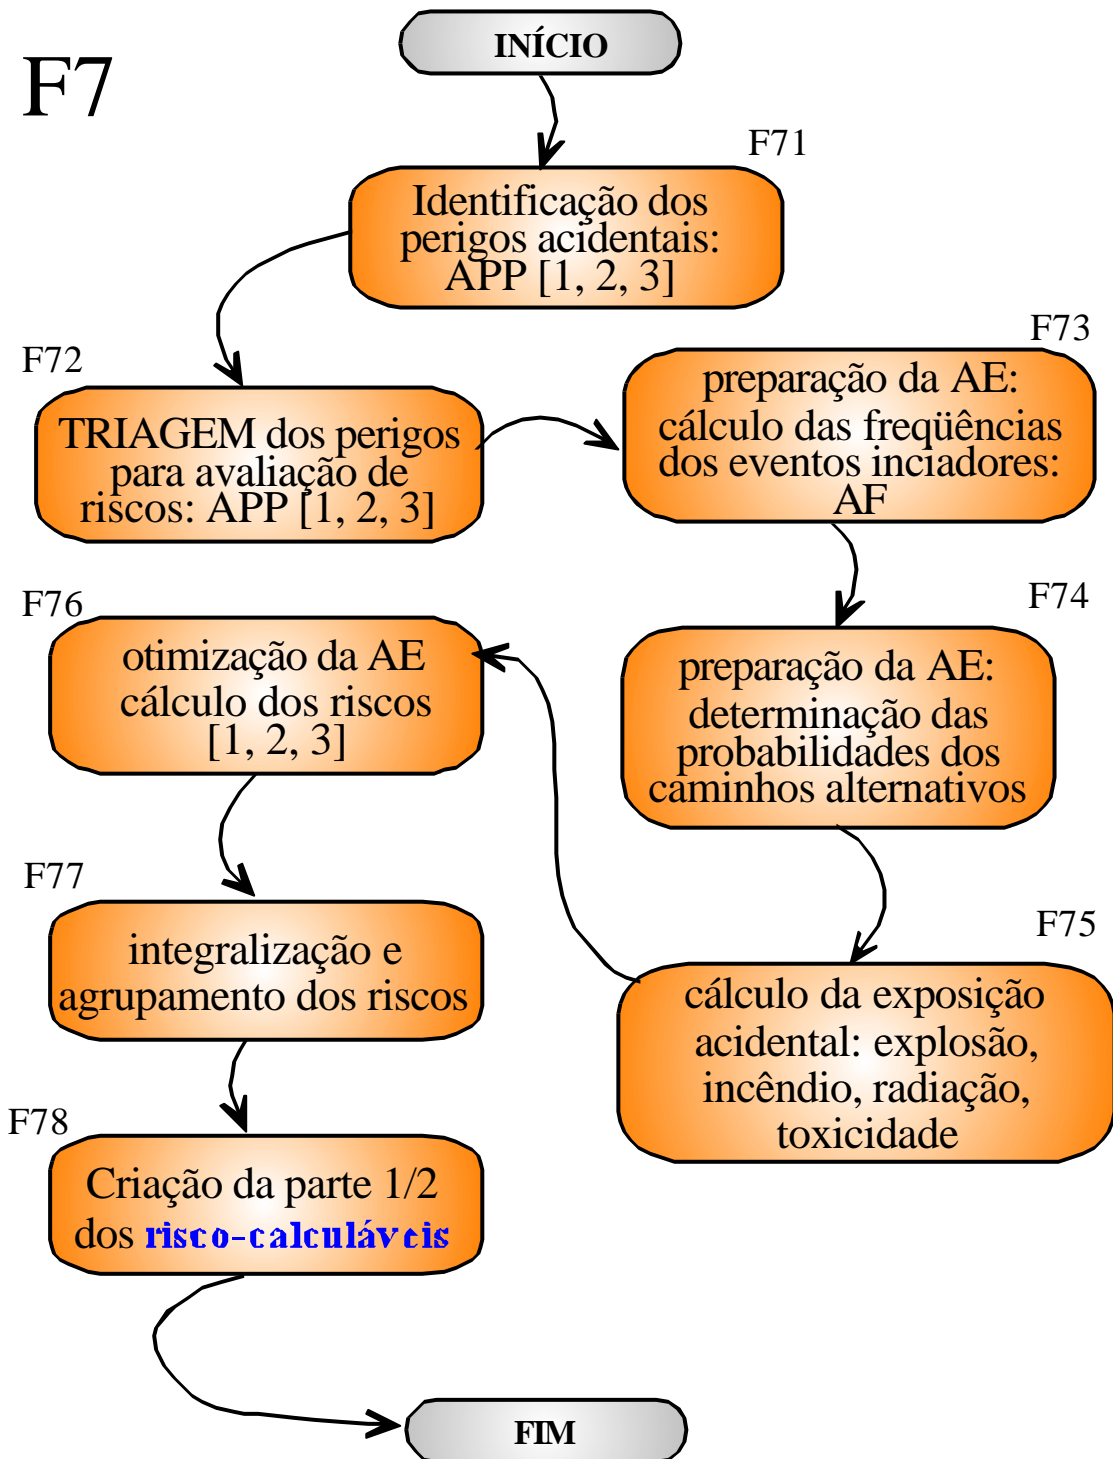 F7
INÍCIO
F71
Identificação dos
perigos acidentais:
APP [1, 2, 3]
F72
TRIAGEM dos perigos
para avaliação de
riscos: APP [1, 2, 3]
F73
preparação da AE:
cálculo das freqüências
dos eventos inciadores:
AF
F74
preparação da AE:
determinação das
probabilidades dos
caminhos alternativos
F75
cálculo da exposição
acidental: explosão,
incêndio, radiação,
toxicidade
F76
otimização da AE
cálculo dos riscos
[1, 2, 3]
F77
integralização e
agrupamento dos riscos
F78
Criação da parte 1/2
dos risco-calculáveis
FIM